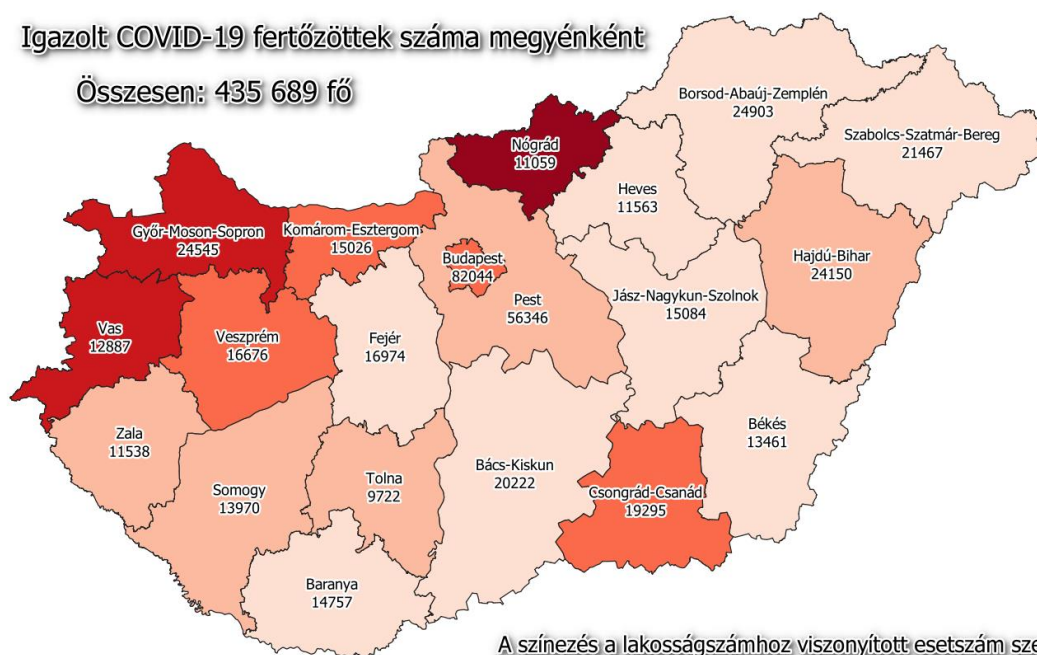 Igazolt COVID-19 fertőzöttek száma megyénként
Összesen: 435 689 fő
Borsod-Abaúj-Zemplén
24903
Szabolcs-Szatmár-Bereg
21467
Nógrád
11059
Heves
11563
Győr-Moson-Sopron
24545
Komárom-Esztergom
15026
Budapest
82044
Hajdú-Bihar
24150
Pest
56346
Jász-Nagykun-Szolnok
15084
Vas
12887
Veszprém
16676
Fejér
16974
Zala
11538
Békés
13461
Somogy
13970
Tolna
9722
Bács-Kiskun
20222
Csongrád-Csanád
19295
Baranya
14757
A színezés a lakosságszámhoz viszonyított esetszám sze